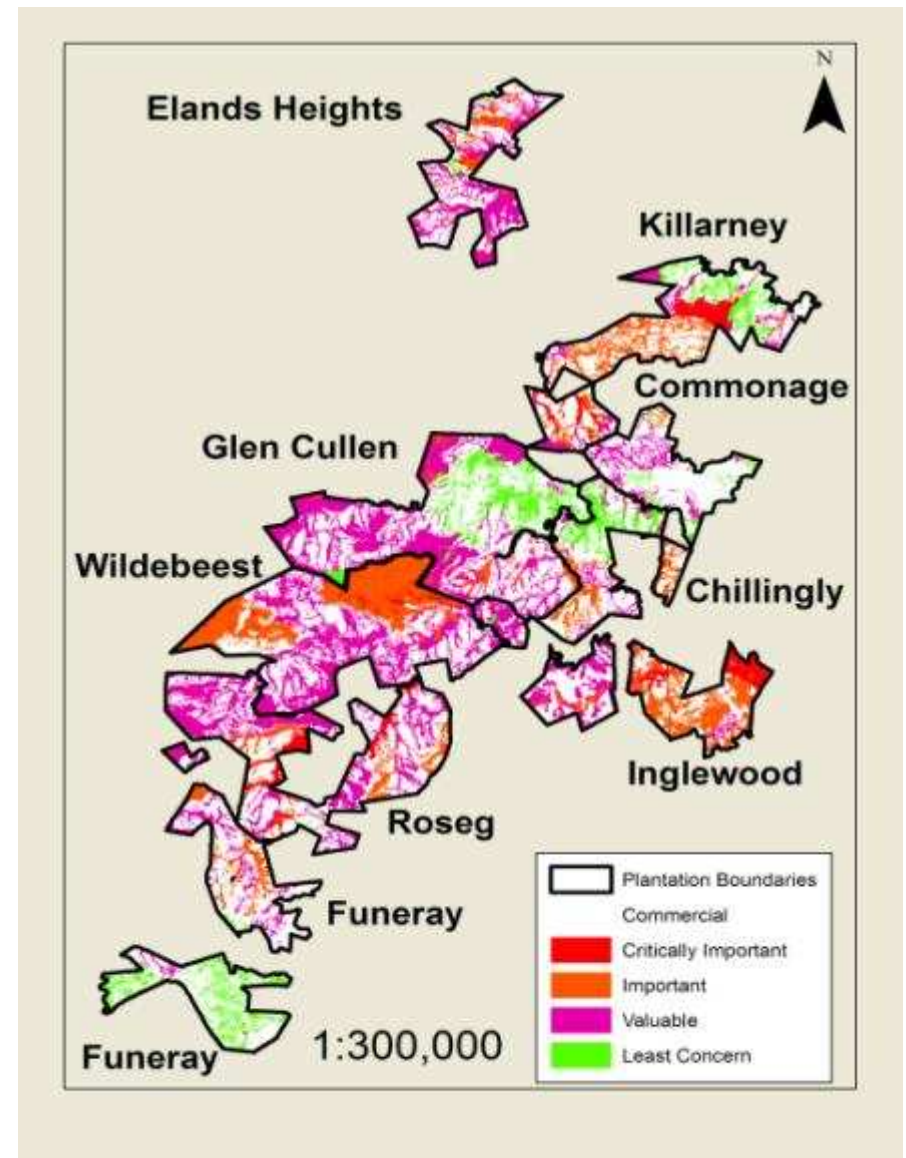 N
Elands Heights
Killarney
Commonage
Glen Cullen
Wildebeest
Chillingly
Inglewood
Roseg
Funeray
Funeray
1:300,000
Plantation Boundaries
Commercial
Critically Important
Important
Valuable
Least Concern